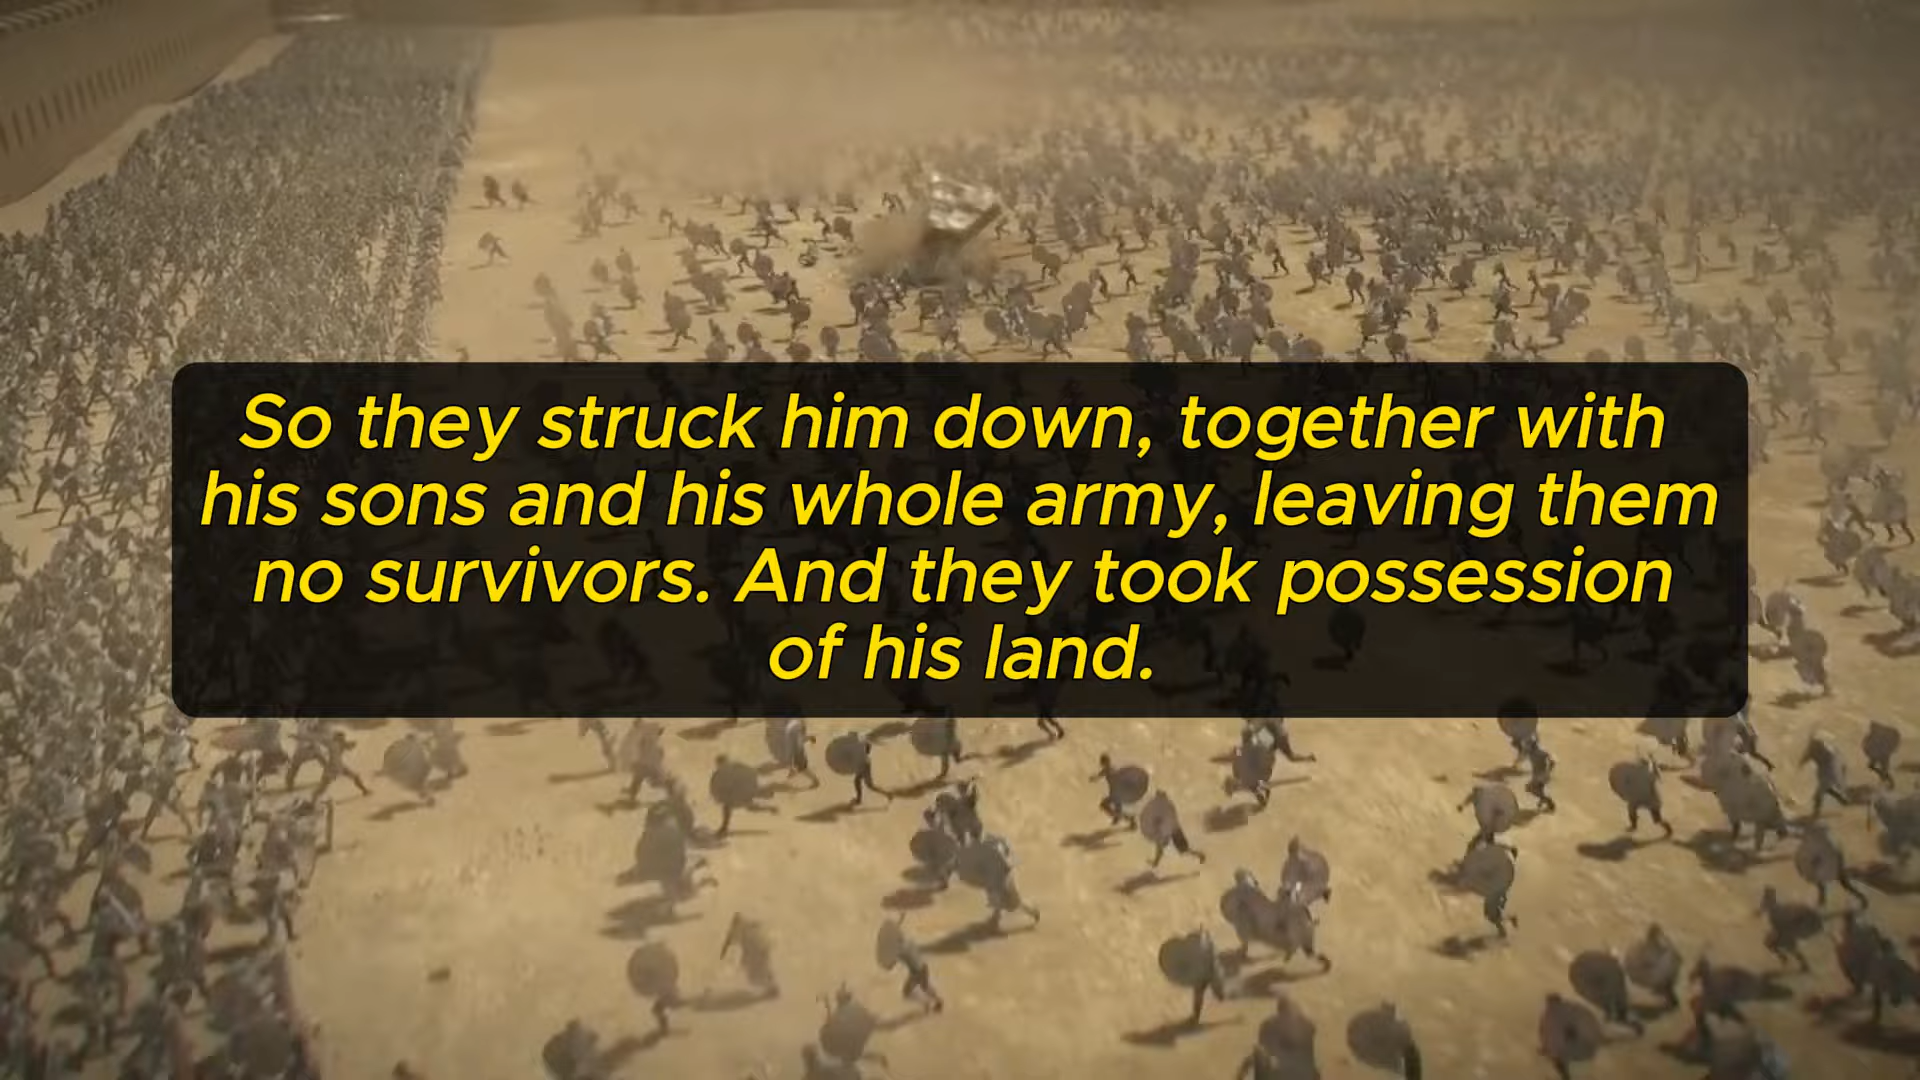 So they struck him down, together with
his sons and his whole army, leaving them
no survivors. And they took possession
of his land.